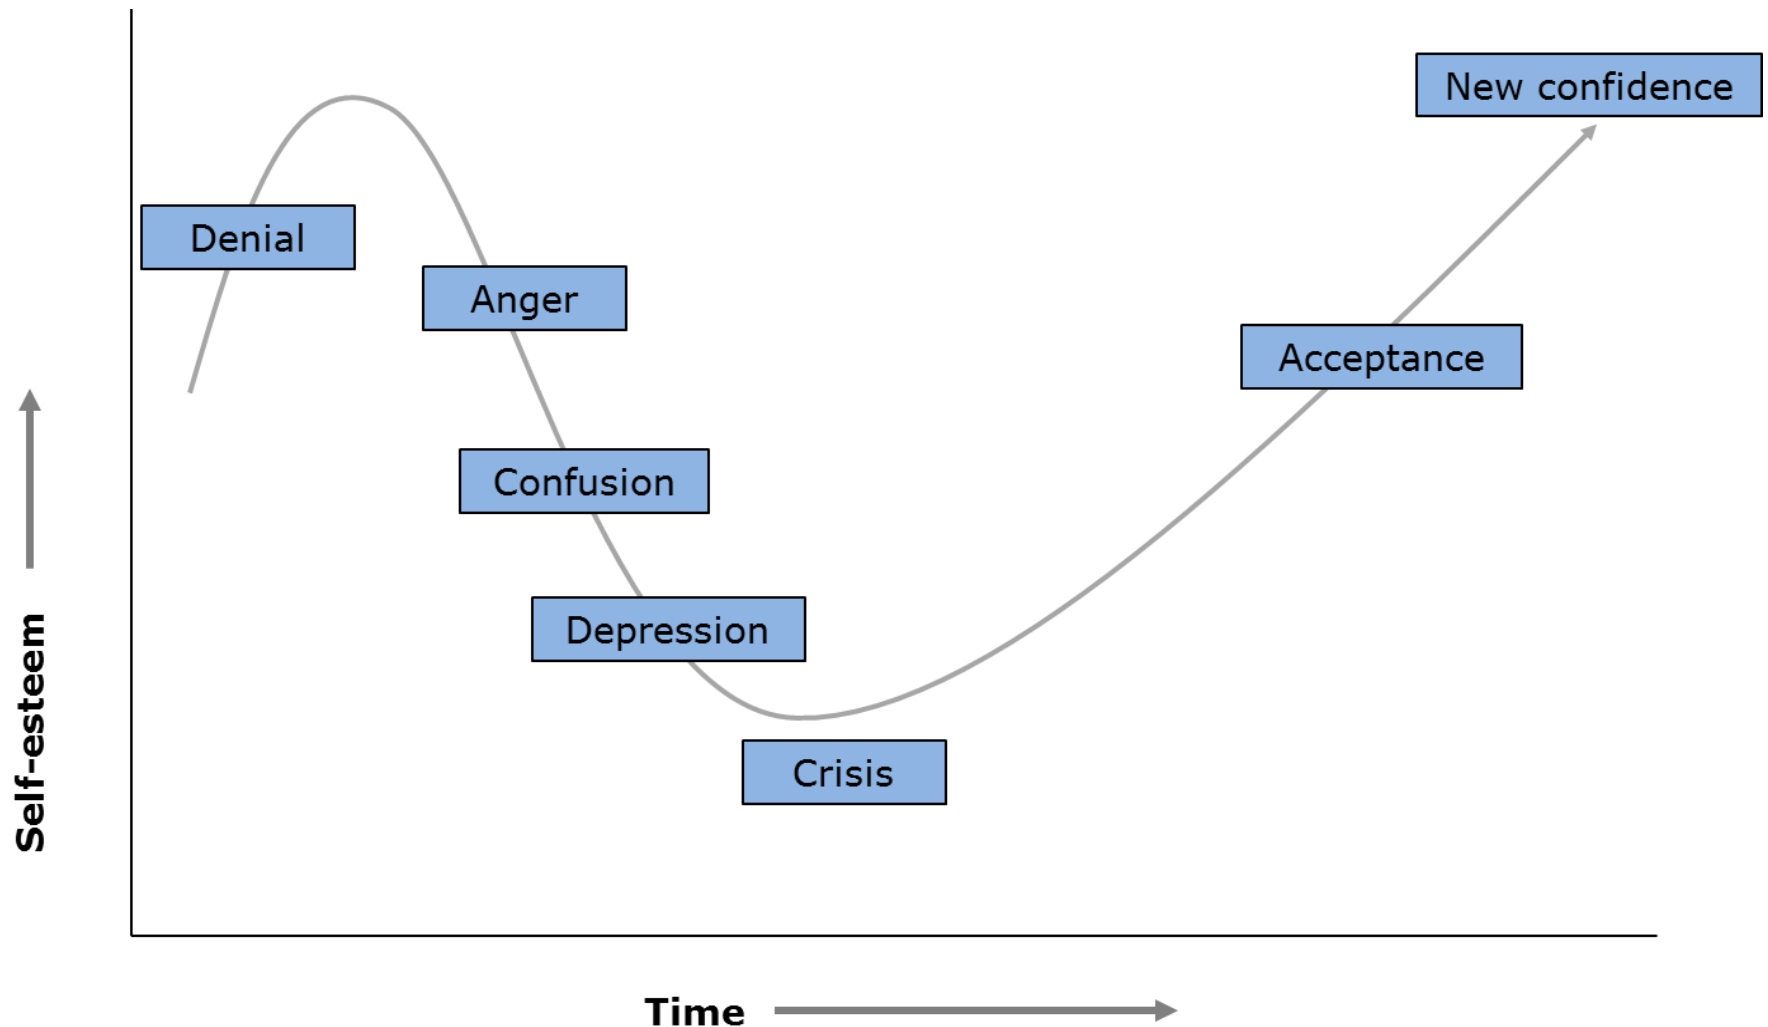 New confidence
Denial
Anger
Acceptance
Confusion
Depression
Crisis
Self-esteem
Time